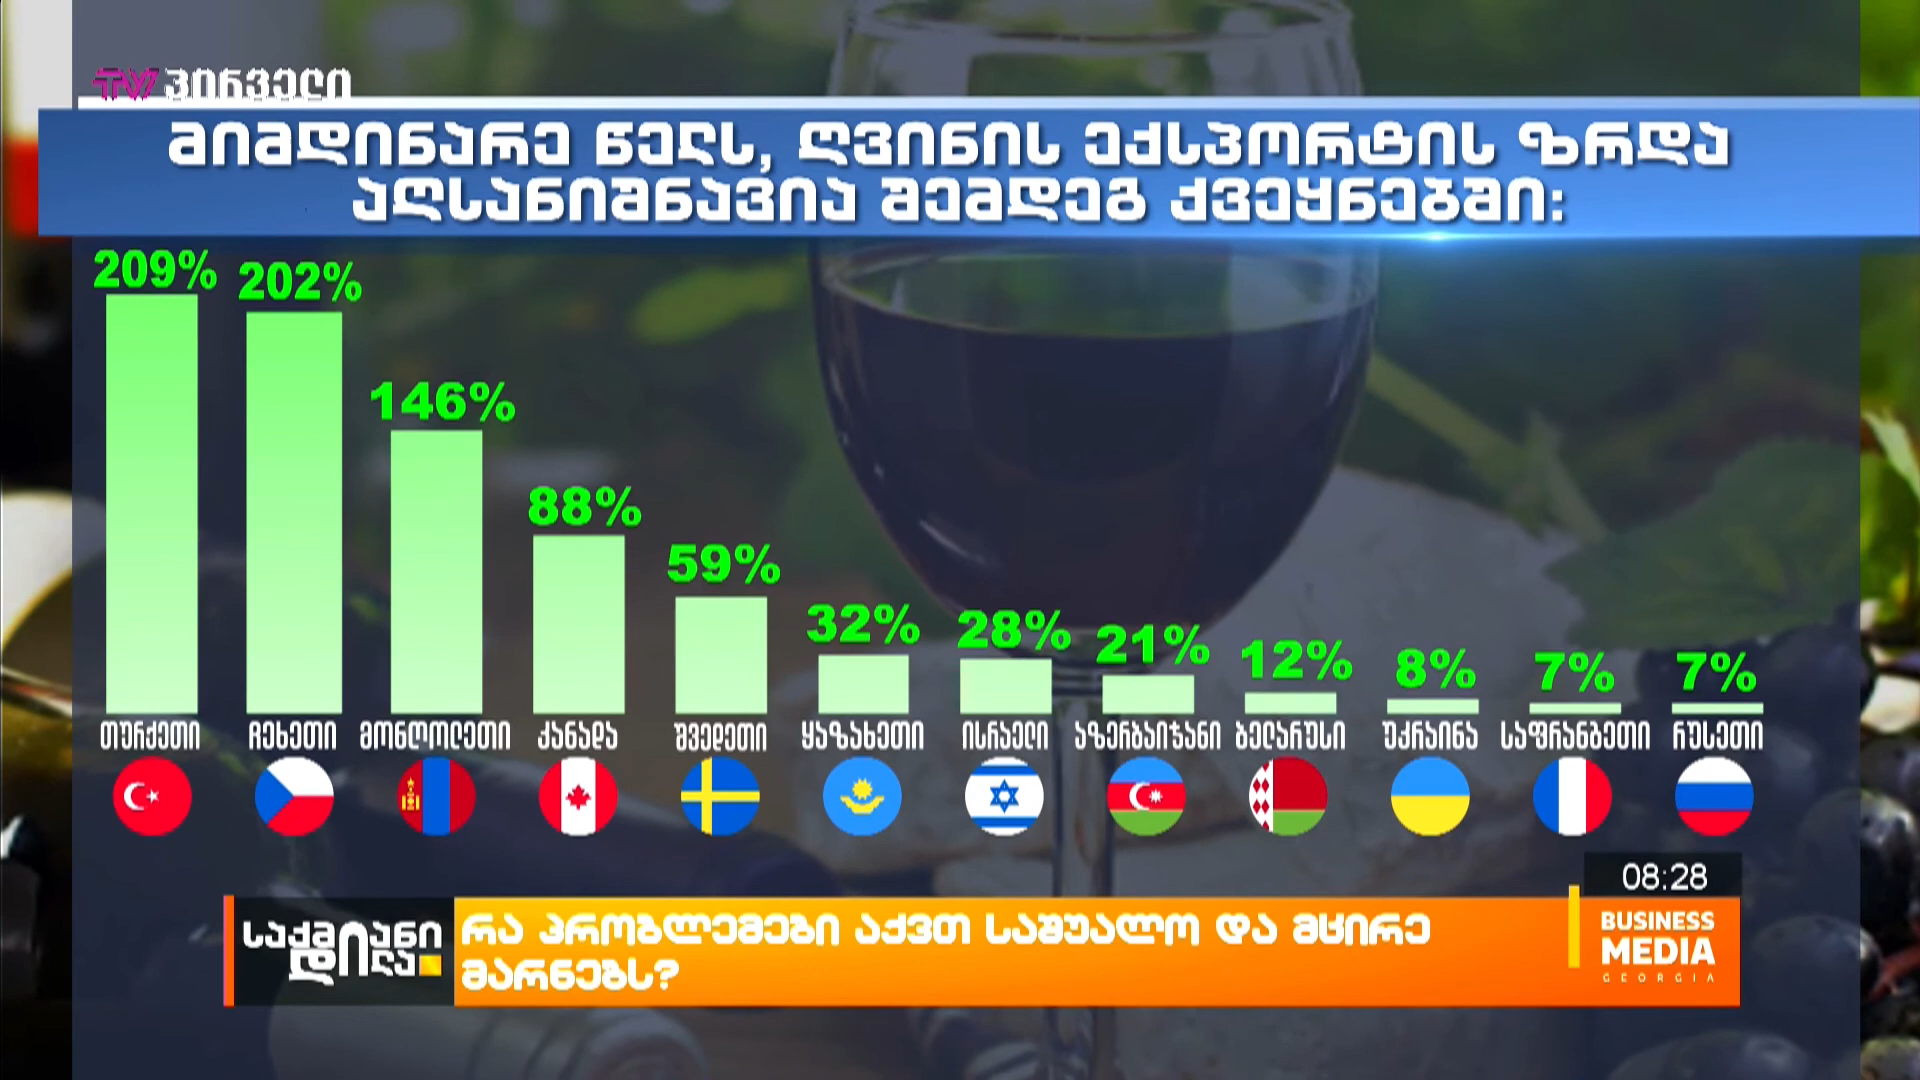 TV პირველი
მიმდინარე წელს, ღვინის ექსპორტის ზრდა
აღსანიშნავია შემდეგ ქვეყნებში:
209% 202% 146% 88% 59% 32% 28% 21% 12% 8% 7% 7%
თურქეთი ჩეხეთი მონღოლეთი კანადა შვედეთი ყაზახეთი ისრაელი აზერბაიჯანი ბელარუსი უკრაინა საფრანგეთი რუსეთი
08:28
საქმიანი
დილა
რა პრობლემები აქვთ საშუალო და მცირე
მარნებს?
BUSINESS
MEDIA
GEORGIA